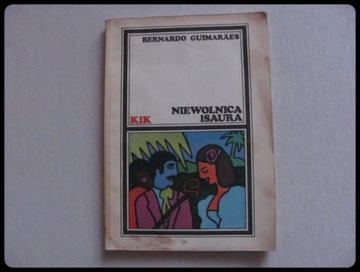 BERNARDO GUIMARÃES
KIK
NIEWOLNICA
ISAURA